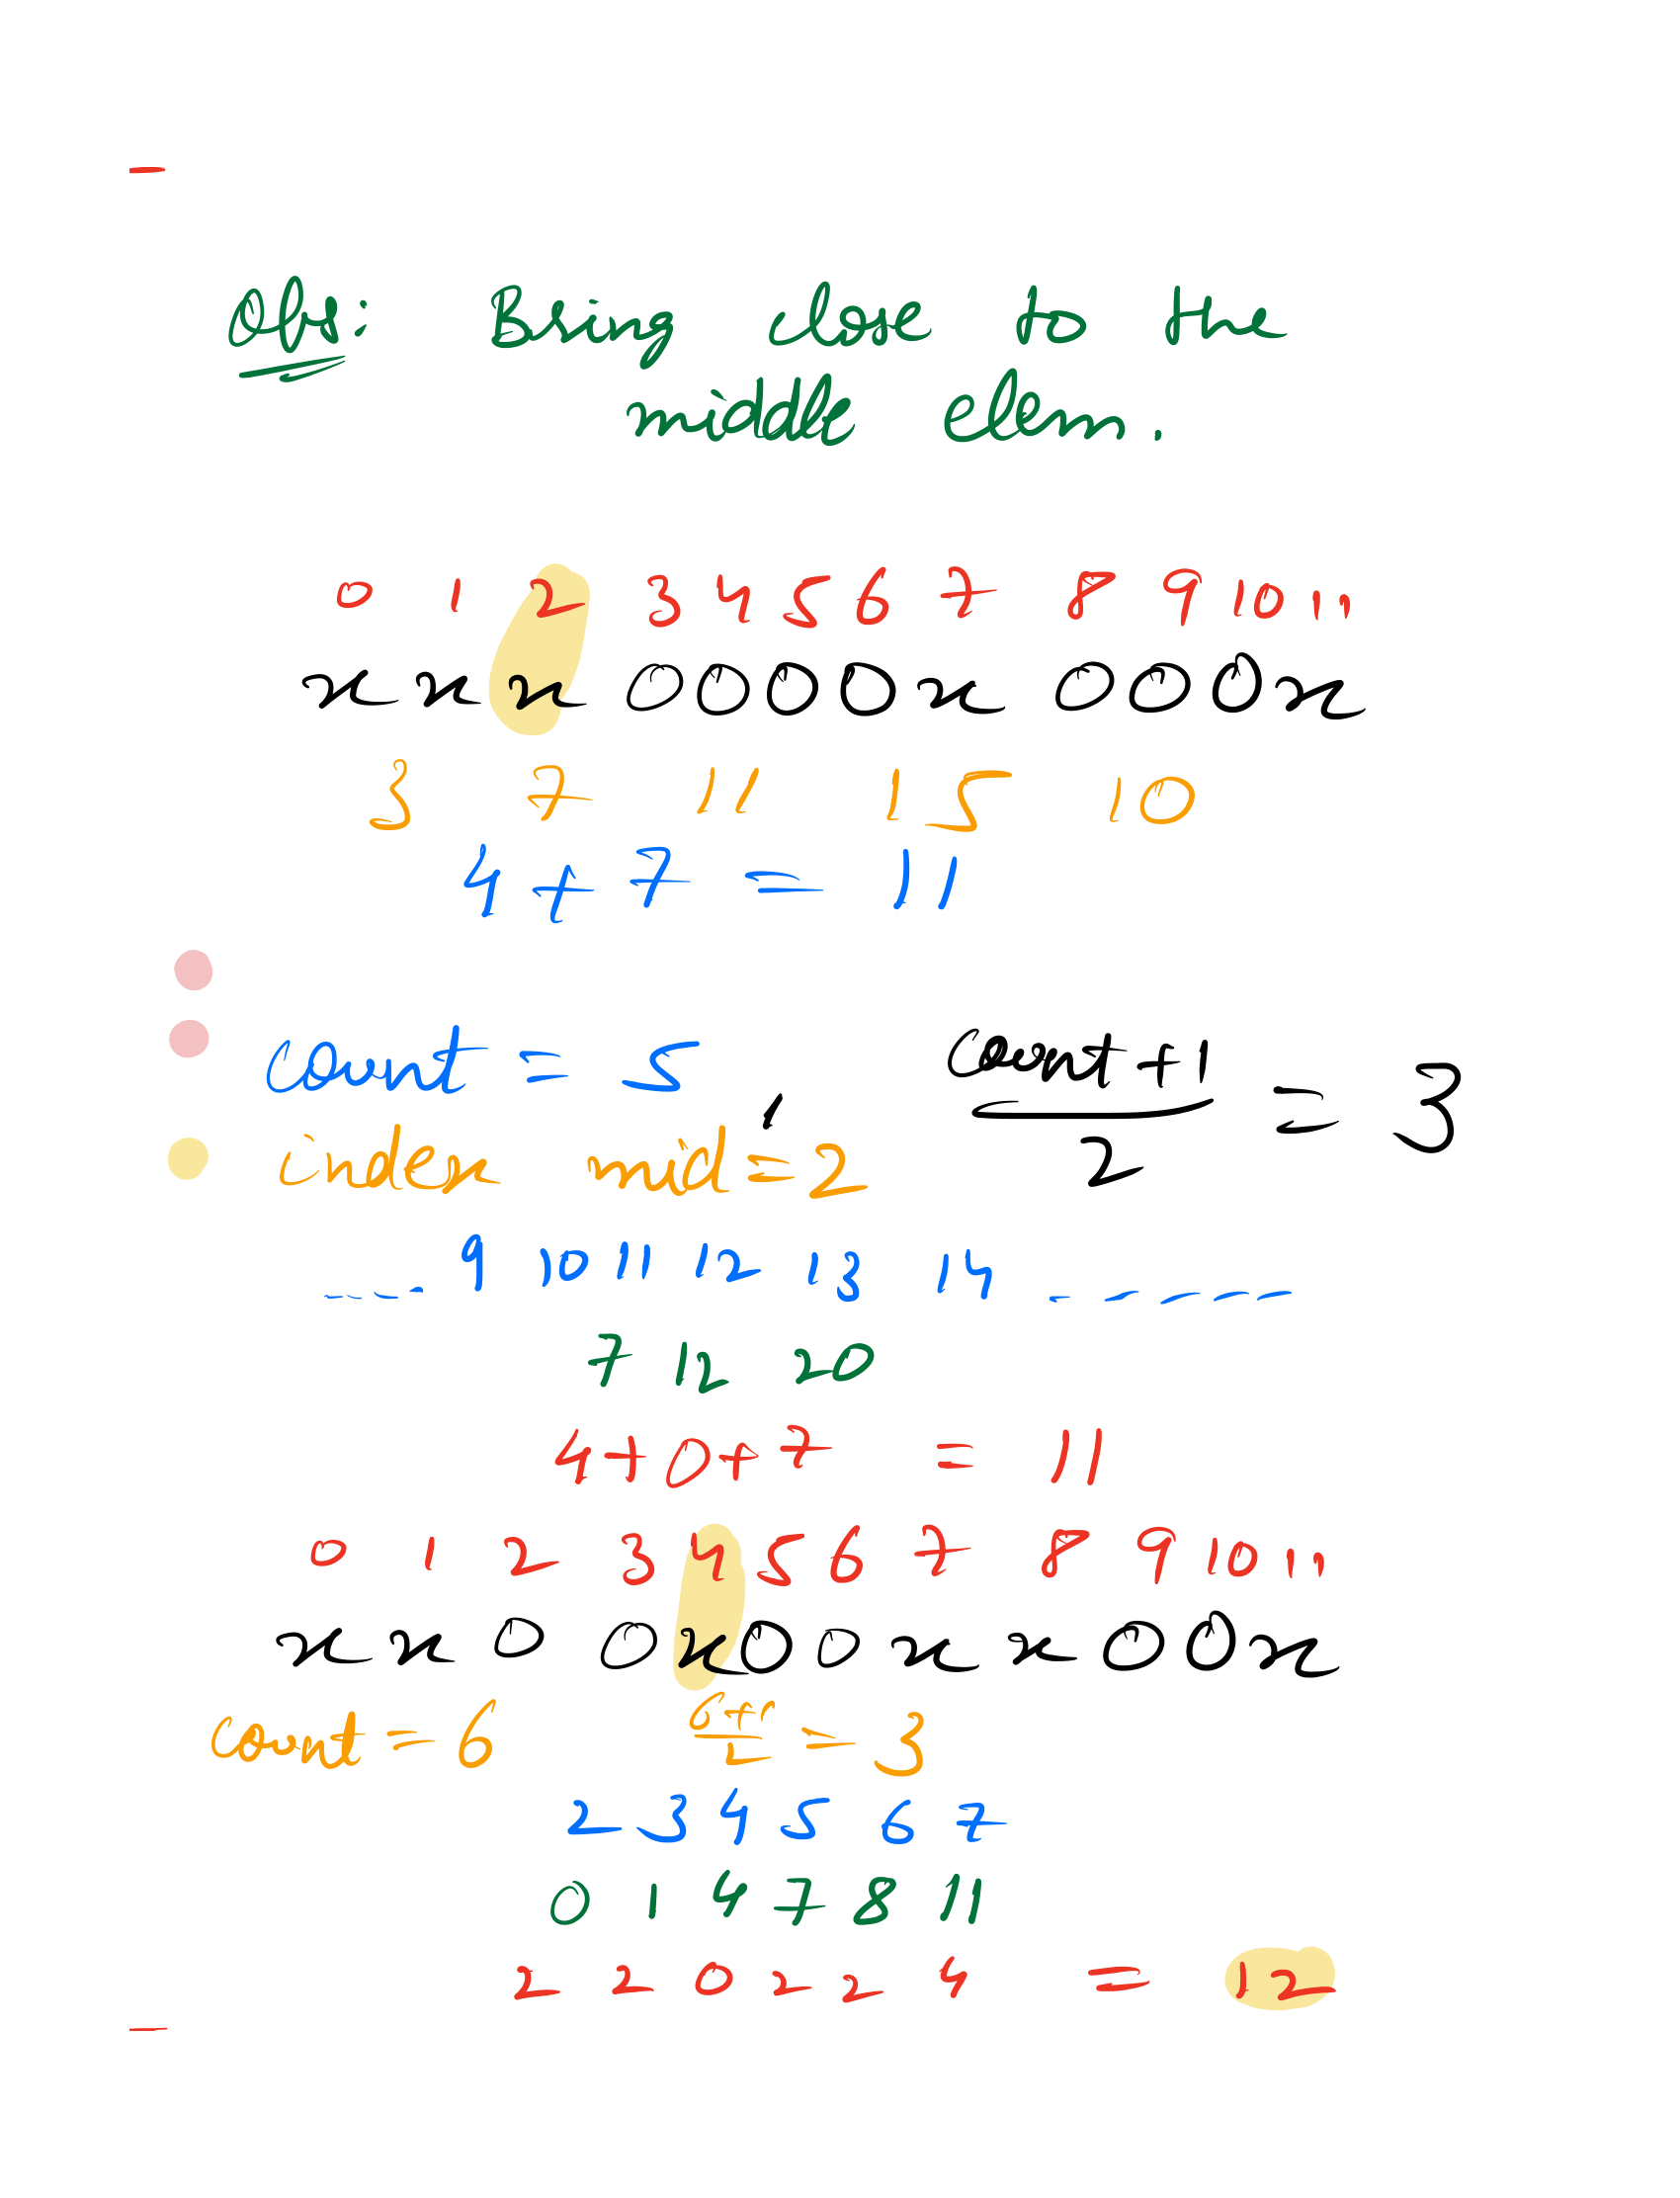 Obs: Bring close to the
middle elem.
0 1 2 3 4 5 6 7 8 9 10 11
x x x 0 0 0 0 x 0 0 0 x
3 7 11 15 10
4 + 7 = 11
count = 5 , count + 1 / 2 = 3
index mid = 2
---- 9 10 11 12 13 14 -----
7 12 20
4 + 0 + 7 = 11
0 1 2 3 4 5 6 7 8 9 10 11
x x 0 0 x 0 0 x x 0 0 x
count = 6 6+1 / 2 = 3
2 3 4 5 6 7
0 1 4 7 8 11
2 2 0 2 2 4 = 12